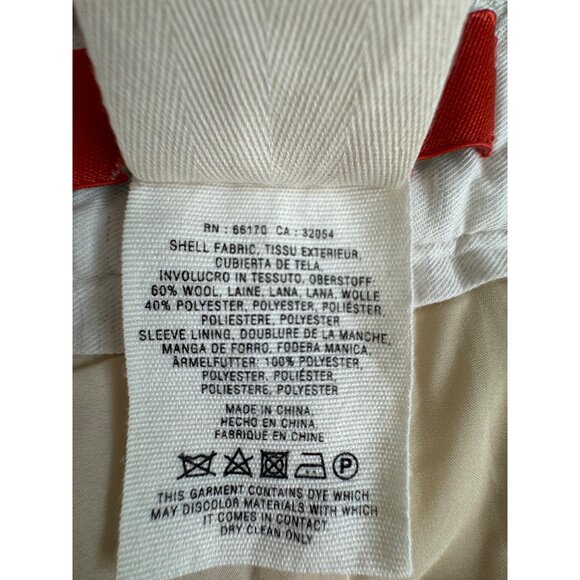 RN : 66170 CA : 32054
SHELL FABRIC, TISSU EXTERIEUR,
CUBIERTA DE TELA,
INVOLUCRO IN TESSUTO, OBERSTOFF
60% WOOL, LAINE, LANA, LANA, WOLLE
40% POLYESTER, POLYESTER, POLIÉSTER,
POLIESTERE, POLYESTER
SLEEVE LINING, DOUBLURE DE LA MANCHE,
MANGA DE FORRO, FODERA MANICA,
ÄRMELFUTTER: 100% POLYESTER,
POLYESTER, POLIÉSTER,
POLIESTERE, POLYESTER
MADE IN CHINA,
HECHO EN CHINA,
FABRIQUE EN CHINE
P
THIS GARMENT CONTAINS DYE WHICH
MAY DISCOLOR MATERIALS WITH WHICH
IT COMES IN CONTACT
DRY CLEAN ONLY